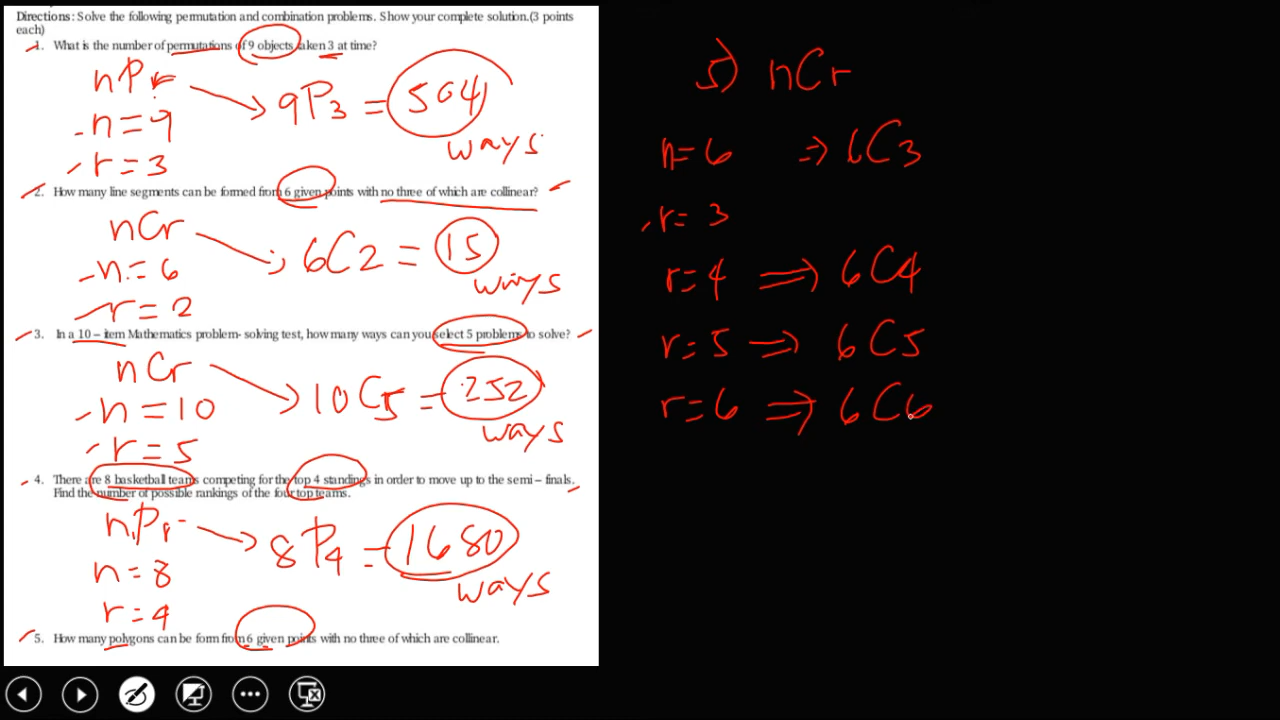 Directions: Solve the following permutation and combination problems. Show your complete solution.(3 points
each)
1. What is the number of permutations of 9 objects taken 3 at time?
nPr
n=9
r=3
9P3 = 504
ways
2. How many line segments can be formed from 6 given points with no three of which are collinear?
nCr
n=6
r=2
6C2 = 15
ways
3. In a 10 – item Mathematics problem- solving test, how many ways can you select 5 problems to solve?
nCr
n=10
r=5
10C5 = 252
ways
4. There are 8 basketball teams competing for the top 4 standings in order to move up to the semi – finals.
Find the number of possible rankings of the four top teams.
nPr
n=8
r=4
8P4 = 1680
ways
5. How many polygons can be form from 6 given points with no three of which are collinear.
5) nCr
n=6 ⇒ 6C3
r=3
r=4 ⇒ 6C4
r=5 ⇒ 6C5
r=6 ⇒ 6C6